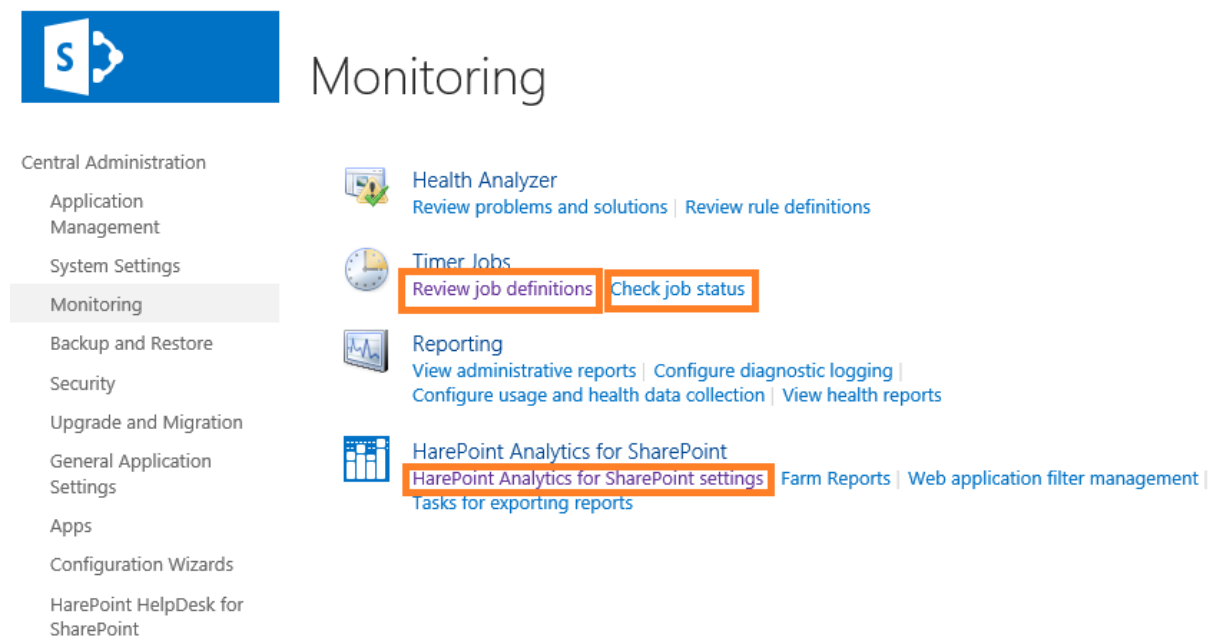 S
Monitoring
Central Administration
Application
Management
System Settings
Monitoring
Backup and Restore
Security
Upgrade and Migration
General Application
Settings
Apps
Configuration Wizards
HarePoint HelpDesk for
SharePoint
Health Analyzer
Review problems and solutions | Review rule definitions
Timer Jobs
Review job definitions Check job status
Reporting
View administrative reports | Configure diagnostic logging |
Configure usage and health data collection | View health reports
HarePoint Analytics for SharePoint
HarePoint Analytics for SharePoint settings Farm Reports | Web application filter management |
Tasks for exporting reports